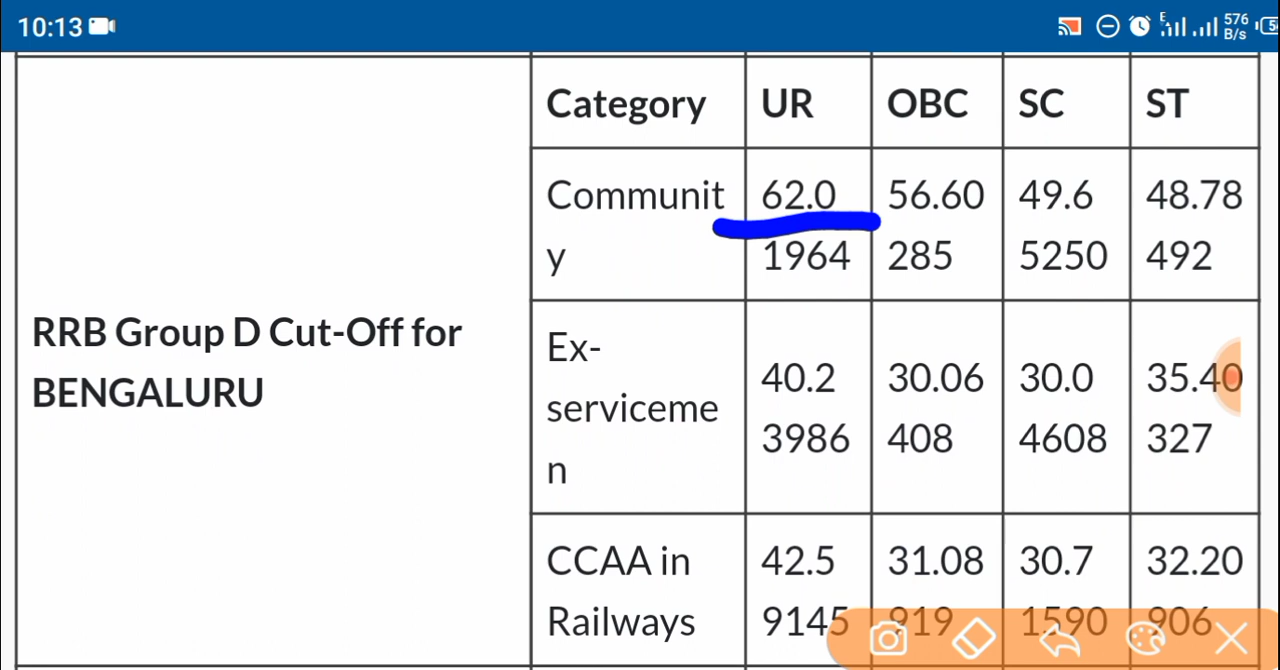 10:13
E
576
B/s
Category UR OBC SC ST
Communit 62.0 56.60 49.6 48.78
y 1964 285 5250 492
RRB Group D Cut-Off for
BENGALURU
Ex-
serviceme
n
40.2 30.06 30.0 35.40
3986 408 4608 327
CCAA in 42.5 31.08 30.7 32.20
Railways 9145 919 1590 906